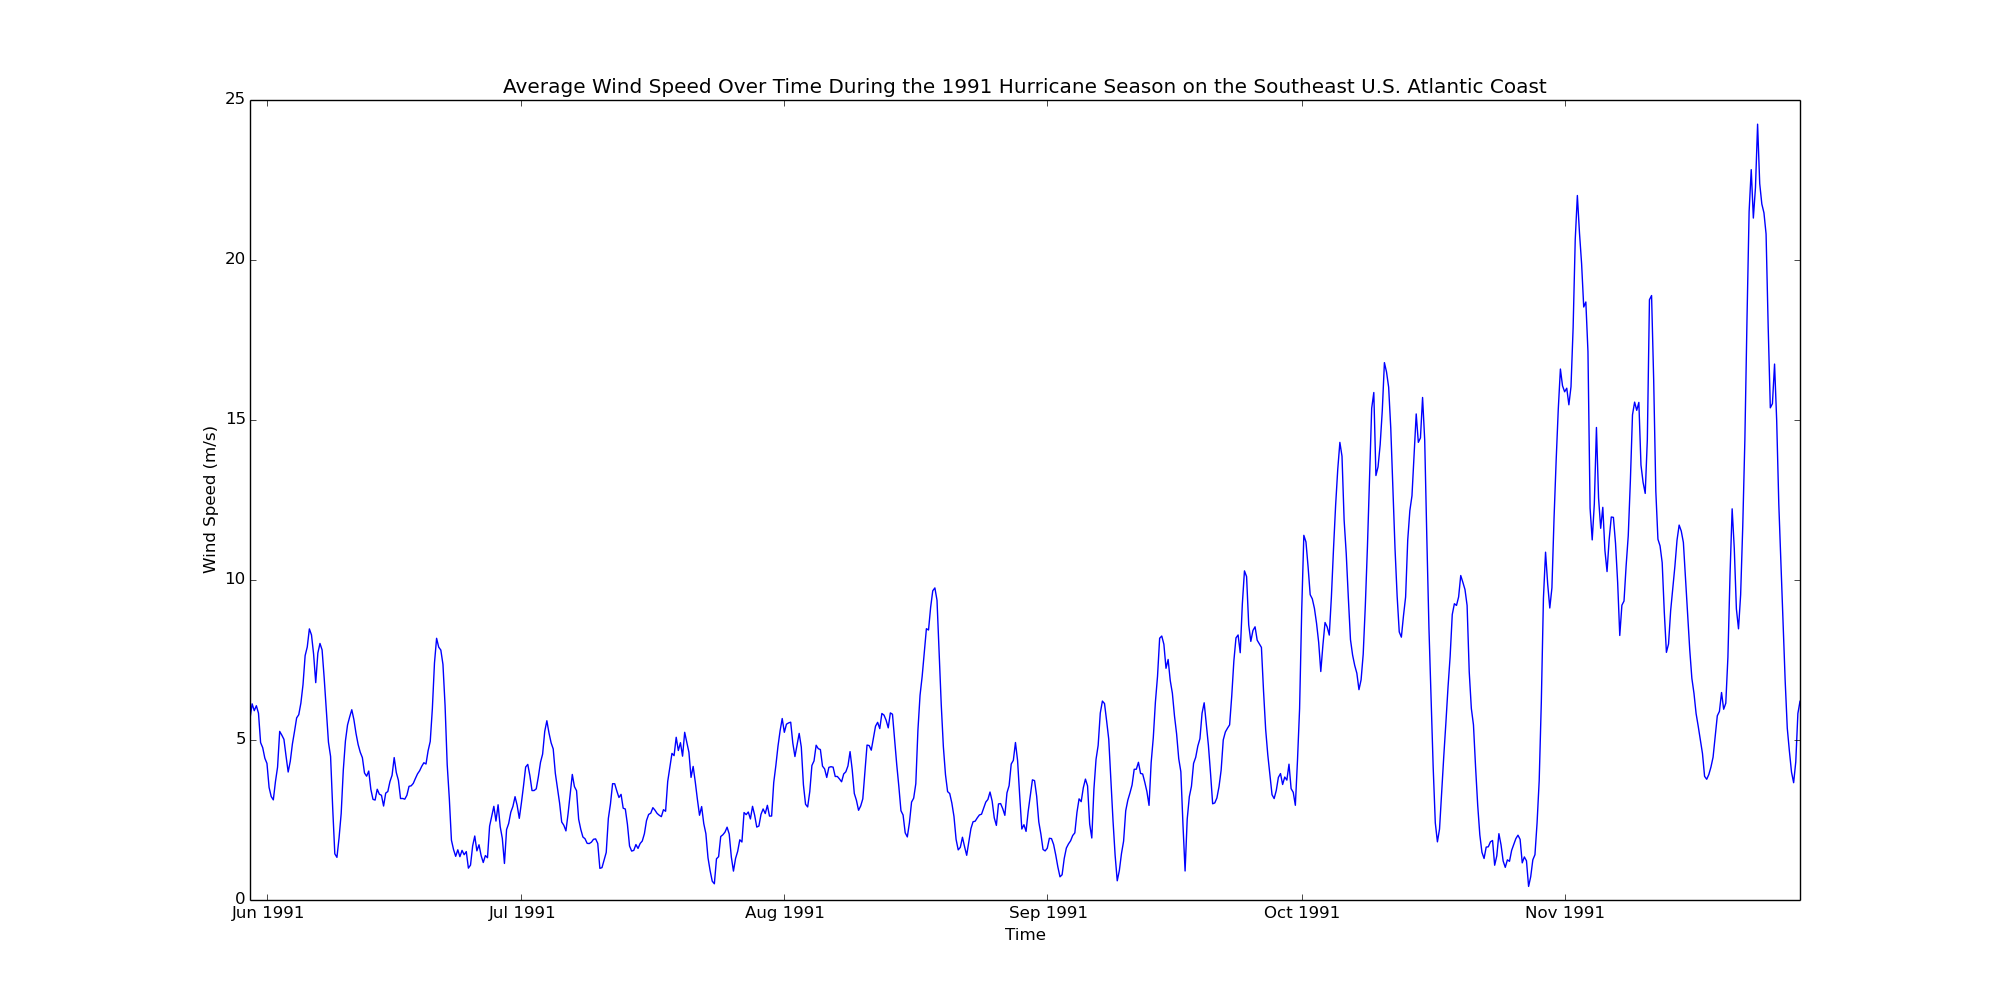 Average Wind Speed Over Time During the 1991 Hurricane Season on the Southeast U.S. Atlantic Coast
25
20
15
10
5
0
Wind Speed (m/s)
Jun 1991 Jul 1991 Aug 1991 Sep 1991 Oct 1991 Nov 1991
Time